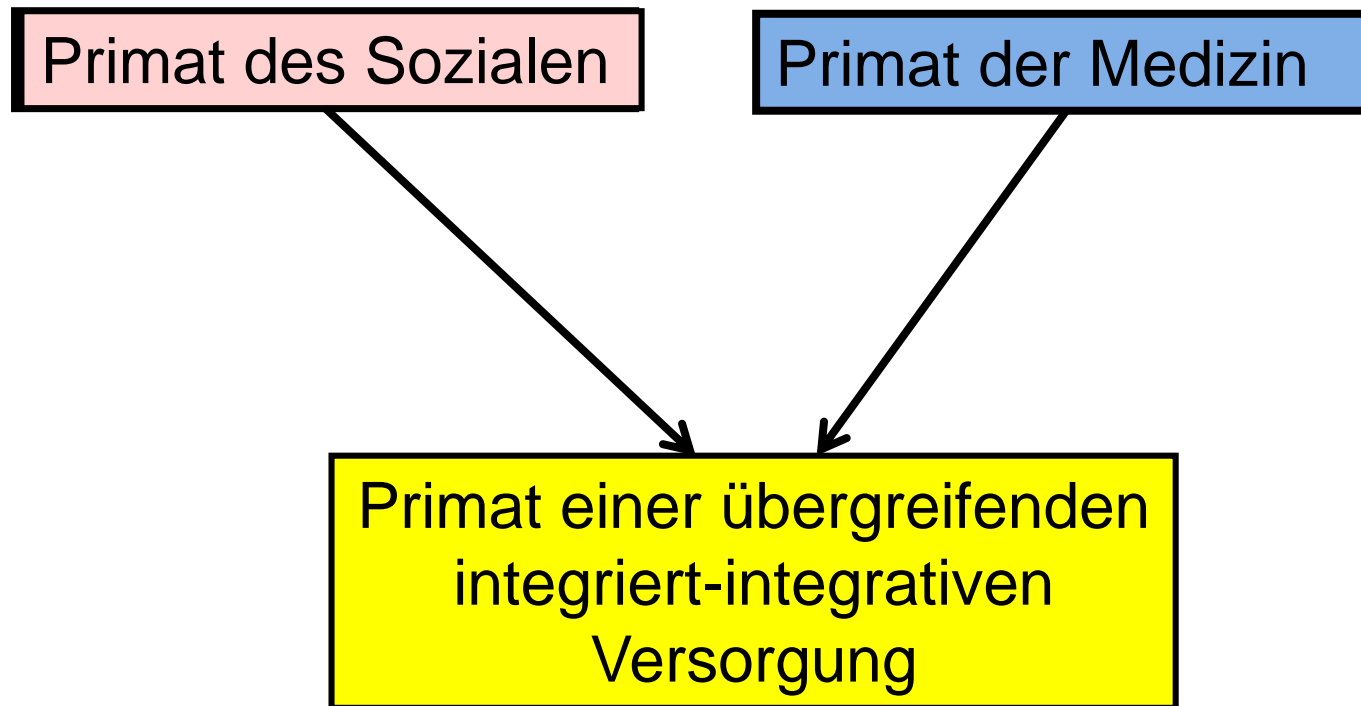 Primat des Sozialen
Primat der Medizin
Primat einer übergreifenden
integriert-integrativen
Versorgung